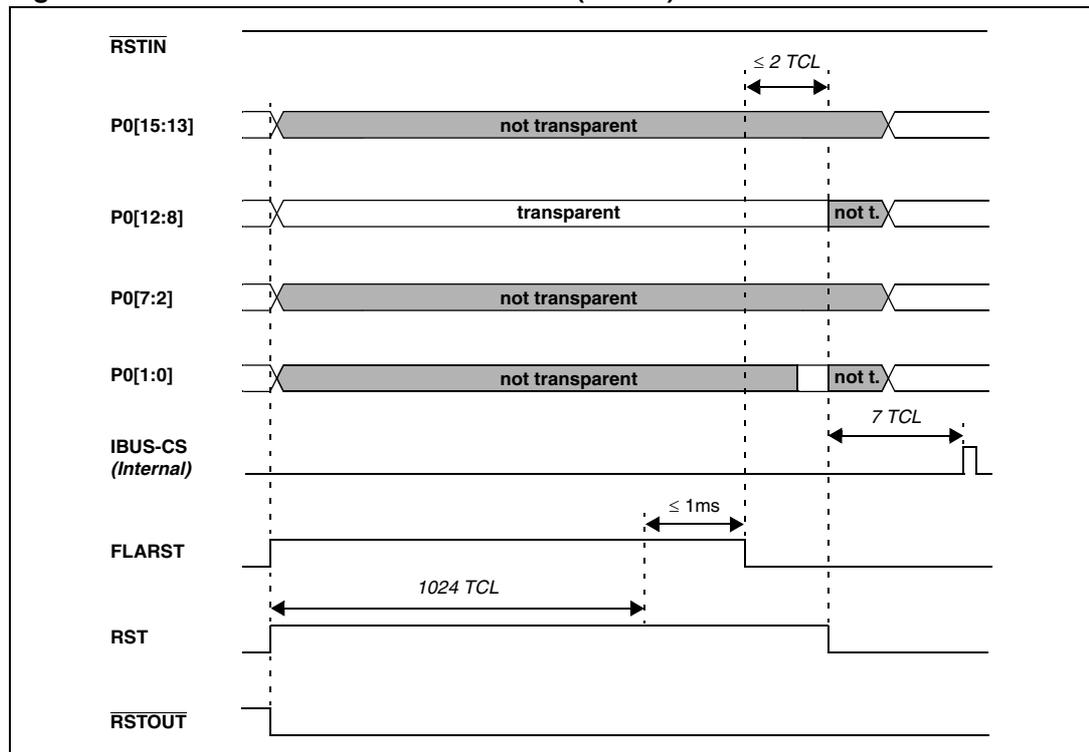 RSTIN
≤ 2 TCL
P0[15:13]
not transparent
P0[12:8]
transparent
not t.
P0[7:2]
not transparent
P0[1:0]
not transparent
not t.
7 TCL
IBUS-CS
(Internal)
≤ 1ms
FLARST
1024 TCL
RST
RSTOUT